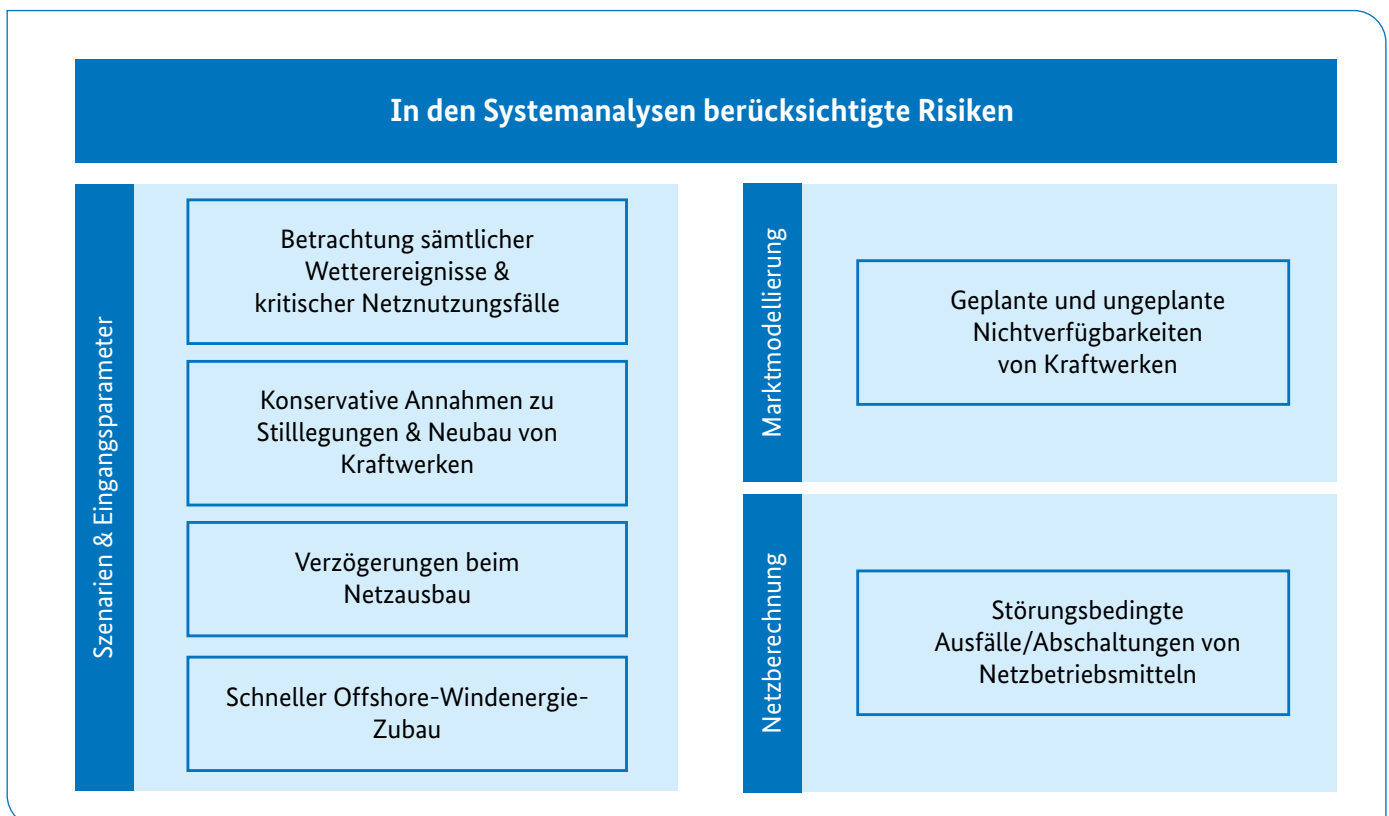 In den Systemanalysen berücksichtigte Risiken
Szenarien & Eingangsparameter
Betrachtung sämtlicher
Wetterereignisse &
kritischer Netznutzungsfälle
Konservative Annahmen zu
Stilllegungen & Neubau von
Kraftwerken
Verzögerungen beim
Netzausbau
Schneller Offshore-Windenergie-
Zubau
Marktmodellierung
Geplante und ungeplante
Nichtverfügbarkeiten
von Kraftwerken
Netzberechnung
Störungsbedingte
Ausfälle/Abschaltungen von
Netzbetriebsmitteln